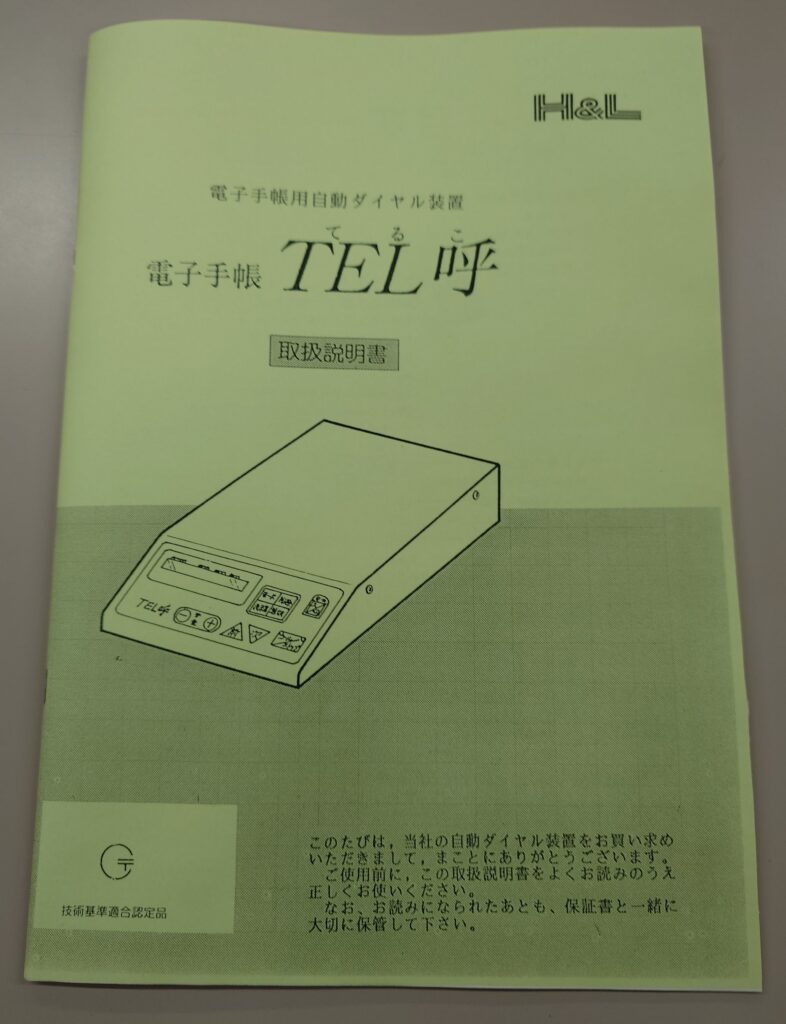 H&L
電子手帳用自動ダイヤル装置
てるこ
電子手帳 TEL呼
取扱説明書
TEL呼
技術基準適合認定品
このたびは，当社の自動ダイヤル装置をお買い求め
いただきまして，まことにありがとうございます。
ご使用前に，この取扱説明書をよくお読みのうえ
正しくお使いください。
なお、お読みになられたあとも、保証書と一緒に
大切に保管して下さい。